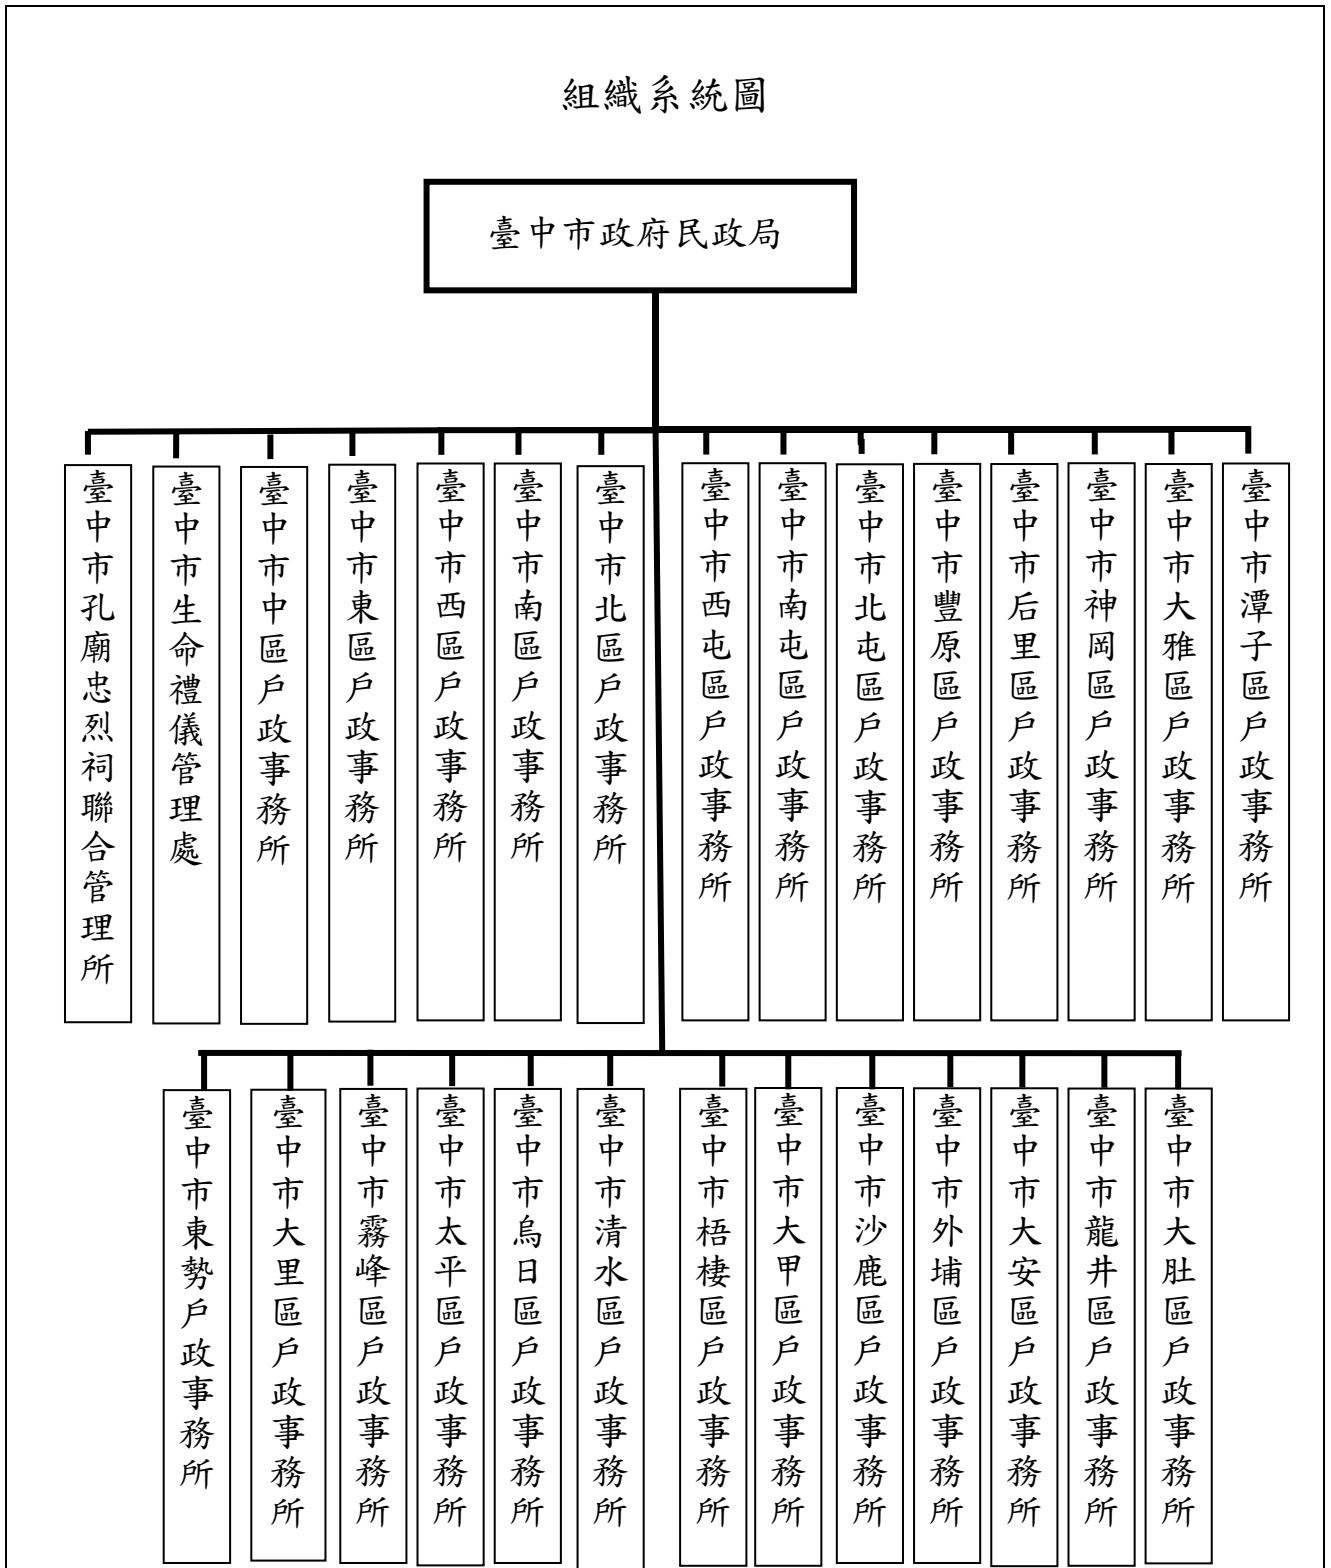 組織系統圖
臺中市政府民政局
臺中市孔廟忠烈祠聯合管理所
臺中市生命禮儀管理處
臺中市中區戶政事務所
臺中市東區戶政事務所
臺中市西區戶政事務所
臺中市南區戶政事務所
臺中市北區戶政事務所
臺中市西屯區戶政事務所
臺中市南屯區戶政事務所
臺中市北屯區戶政事務所
臺中市豐原區戶政事務所
臺中市后里區戶政事務所
臺中市神岡區戶政事務所
臺中市大雅區戶政事務所
臺中市潭子區戶政事務所
臺中市東勢戶政事務所
臺中市大里區戶政事務所
臺中市霧峰區戶政事務所
臺中市太平區戶政事務所
臺中市烏日區戶政事務所
臺中市清水區戶政事務所
臺中市梧棲區戶政事務所
臺中市大甲區戶政事務所
臺中市沙鹿區戶政事務所
臺中市外埔區戶政事務所
臺中市大安區戶政事務所
臺中市龍井區戶政事務所
臺中市大肚區戶政事務所